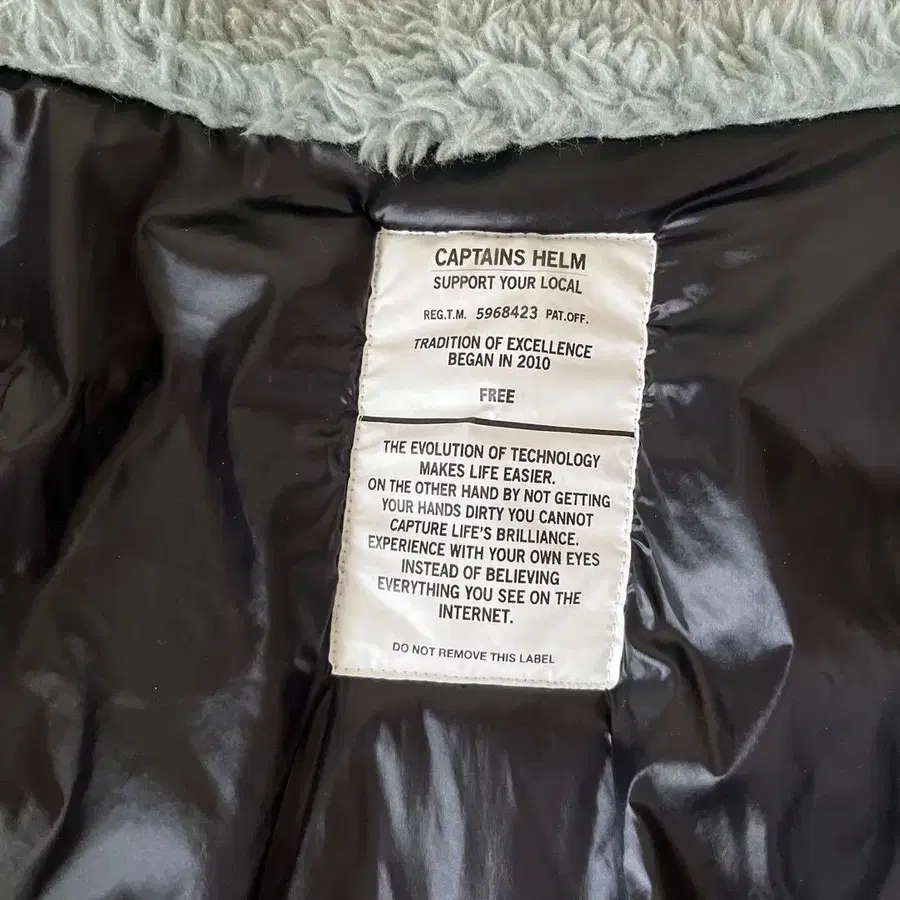 CAPTAINS HELM
SUPPORT YOUR LOCAL
REG.T.M. 5968423 PAT.OFF.
TRADITION OF EXCELLENCE
BEGAN IN 2010
FREE
THE EVOLUTION OF TECHNOLOGY
MAKES LIFE EASIER.
ON THE OTHER HAND BY NOT GETTING
YOUR HANDS DIRTY YOU CANNOT
CAPTURE LIFE'S BRILLIANCE.
EXPERIENCE WITH YOUR OWN EYES
INSTEAD OF BELIEVING
EVERYTHING YOU SEE ON THE
INTERNET.
DO NOT REMOVE THIS LABEL